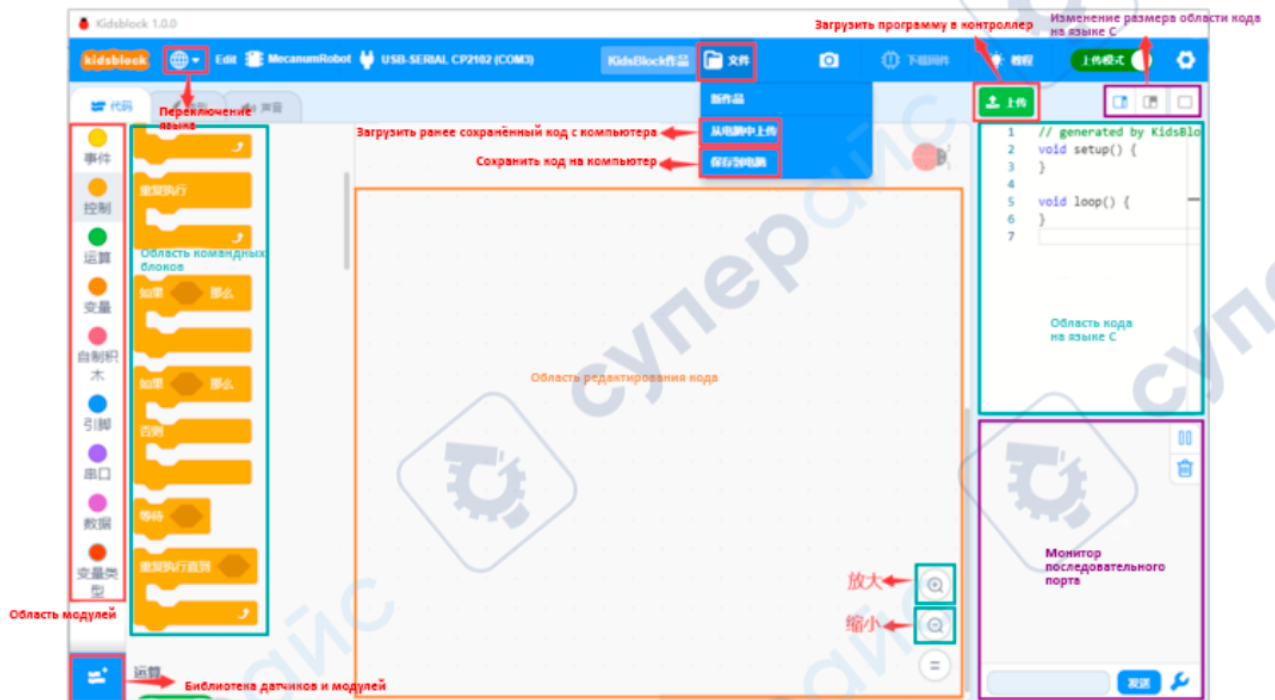 Kidsblock 1.0.0
Загрузить программу в контроллер
Изменение размера области кода
на языке С
kidsblock
Edit
MecanumRobot
USB-SERIAL CP2102 (COM3)
KidsBlock作品
文件
教程
上传模式
代码
声音
新作品
上传
Переключение
языка
Загрузить ранее сохранённый код с компьютера
从电脑中上传
Сохранить код на компьютер
保存到电脑
事件
控制
运算
变量
自制积
木
引脚
串口
数据
变量类
型
重复执行
Область командных
блоков
如果 那么
如果 那么
否则
等待
重复执行直到
1 // generated by KidsBlo
2 void setup() {
3 }
4
5 void loop() {
6 }
7
Область кода
на языке С
Область редактирования кода
Монитор
последовательного
порта
放大
缩小
Область модулей
运算
Библиотека датчиков и модулей
发送
суперайс